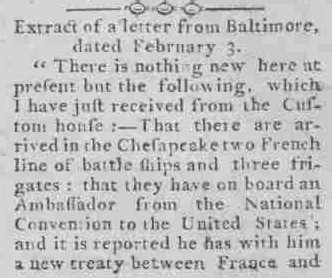 Extract of a letter from Baltimore,
dated February 3.
“ There is nothing new here at
preſent but the following, which
I have juſt received from the Cuſ-
tom houſe :—That there are ar-
rived in the Cheſapeake two French
line of battle ſhips and three fri-
gates : that they have on board an
Ambaſſador from the National
Convention to the United States ;
and it is reported he has with him
a new treaty between France and